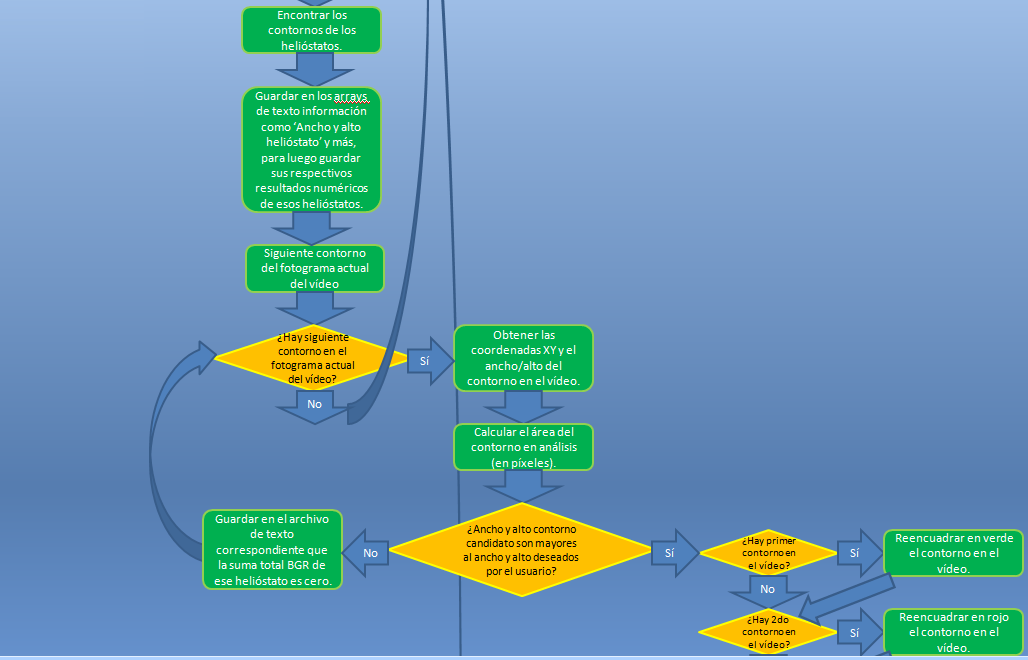 Encontrar los
contornos de los
helióstatos.
Guardar en los arrays
de texto información
como ‘Ancho y alto
helióstato’ y más,
para luego guardar
sus respectivos
resultados numéricos
de esos helióstatos.
Siguiente contorno
del fotograma actual
del vídeo
¿Hay siguiente
contorno en el
fotograma actual
del vídeo?
Sí
No
Obtener las
coordenadas XY y el
ancho/alto del
contorno en el vídeo.
Calcular el área del
contorno en análisis
(en píxeles).
¿Ancho y alto contorno
candidato son mayores
al ancho y alto deseados
por el usuario?
No
Guardar en el archivo
de texto
correspondiente que
la suma total BGR de
ese helióstato es cero.
Sí
¿Hay primer
contorno en
el vídeo?
Sí
Reencuadrar en verde
el contorno en el
vídeo.
No
¿Hay 2do
contorno en
el vídeo?
Sí
Reencuadrar en rojo
el contorno en el
vídeo.